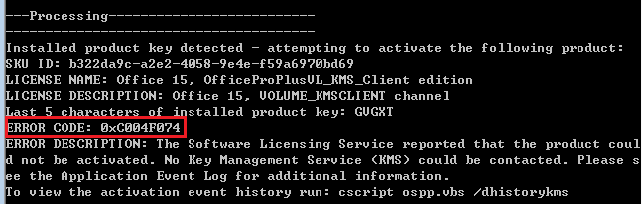 ---Processing--------------------------
---------------------------------------
Installed product key detected - attempting to activate the following product:
SKU ID: b322da9c-a2e2-4058-9e4e-f59a6970bd69
LICENSE NAME: Office 15, OfficeProPlusVL_KMS_Client edition
LICENSE DESCRIPTION: Office 15, VOLUME_KMSCLIENT channel
Last 5 characters of installed product key: GVGXT
ERROR CODE: 0xC004F074
ERROR DESCRIPTION: The Software Licensing Service reported that the product coul
d not be activated. No Key Management Service (KMS) could be contacted. Please s
ee the Application Event Log for additional information.
To view the activation event history run: cscript ospp.vbs /dhistorykms